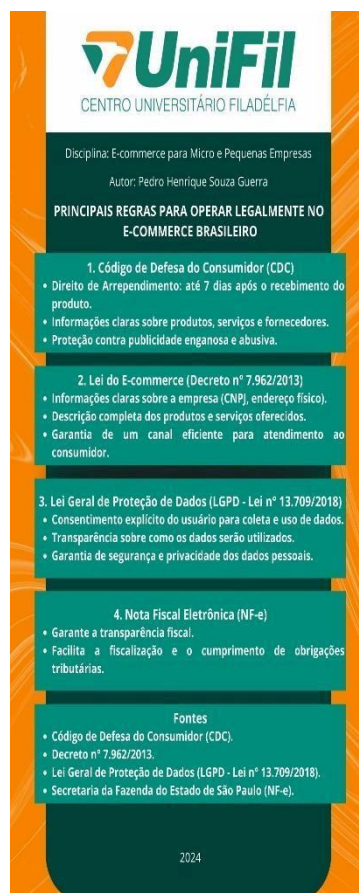 UniFil
CENTRO UNIVERSITÁRIO FILADÉLFIA
Disciplina: E-commerce para Micro e Pequenas Empresas
Autor: Pedro Henrique Souza Guerra
PRINCIPAIS REGRAS PARA OPERAR LEGALMENTE NO
E-COMMERCE BRASILEIRO
1. Código de Defesa do Consumidor (CDC)
• Direito de Arrependimento: até 7 dias após o recebimento do
produto.
• Informações claras sobre produtos, serviços e fornecedores.
• Proteção contra publicidade enganosa e abusiva.
2. Lei do E-commerce (Decreto nº 7.962/2013)
• Informações claras sobre a empresa (CNPJ, endereço físico).
• Descrição completa dos produtos e serviços oferecidos.
• Garantia de um canal eficiente para atendimento ao
consumidor.
3. Lei Geral de Proteção de Dados (LGPD - Lei nº 13.709/2018)
• Consentimento explícito do usuário para coleta e uso de dados.
• Transparência sobre como os dados serão utilizados.
• Garantia de segurança e privacidade dos dados pessoais.
4. Nota Fiscal Eletrônica (NF-e)
• Garante a transparência fiscal.
• Facilita a fiscalização e o cumprimento de obrigações
tributárias.
Fontes
• Código de Defesa do Consumidor (CDC).
• Decreto nº 7.962/2013.
• Lei Geral de Proteção de Dados (LGPD - Lei nº 13.709/2018).
• Secretaria da Fazenda do Estado de São Paulo (NF-e).
2024